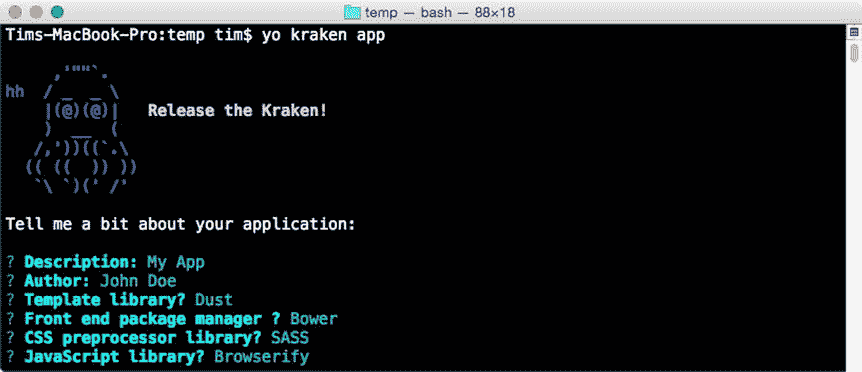 temp — bash — 88×18
Tims-MacBook-Pro:temp tim$ yo kraken app
       ,'""`.
hh   / _  _ \
     |(@)(@)|   Release the Kraken!
     )  __  (
    /,'))((`.\
   (( ((  )) ))
    `\ `)(' /'
Tell me a bit about your application:
? Description: My App
? Author: John Doe
? Template library? Dust
? Front end package manager ? Bower
? CSS preprocessor library? SASS
? JavaScript library? Browserify